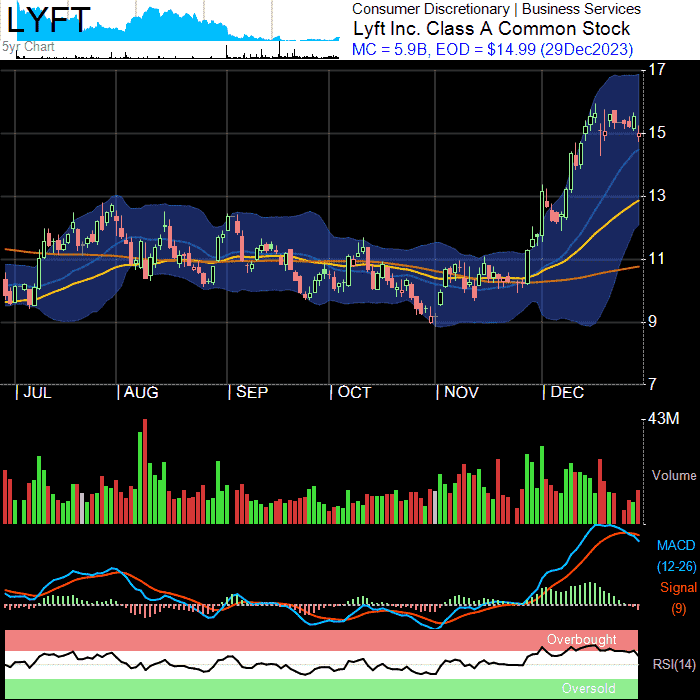 LYFT
5yr Chart
Consumer Discretionary | Business Services
Lyft Inc. Class A Common Stock
MC = 5.9B, EOD = $14.99 (29Dec2023)
17
15
13
11
9
7
JUL AUG SEP OCT NOV DEC
43M
Volume
MACD
(12-26)
Signal
(9)
Overbought
RSI(14)
Oversold